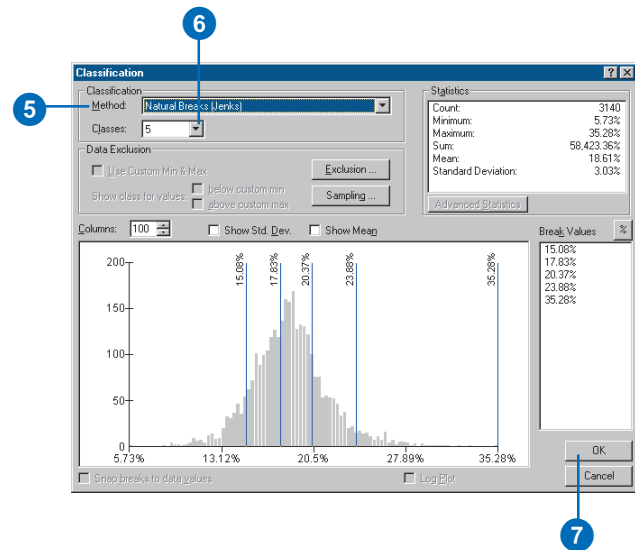 6
Classification
Classification
5
Method: Natural Breaks (Jenks)
Classes: 5
Statistics
Count: 3140
Minimum: 5.73%
Maximum: 35.28%
Sum: 58,423.36%
Mean: 18.61%
Standard Deviation: 3.03%
Advanced Statistics
Data Exclusion
Use Custom Min & Max
Exclusion ...
Show class for values:
below custom min
above custom max
Sampling ...
Columns: 100
Show Std. Dev.
Show Mean
Break Values
%
15.08%
17.83%
20.37%
23.88%
35.28%
200
150
100
50
0
15.08%
17.83%
20.37%
23.88%
35.28%
5.73%
13.12%
20.5%
27.89%
35.28%
Snap breaks to data values
Log Plot
OK
Cancel
7